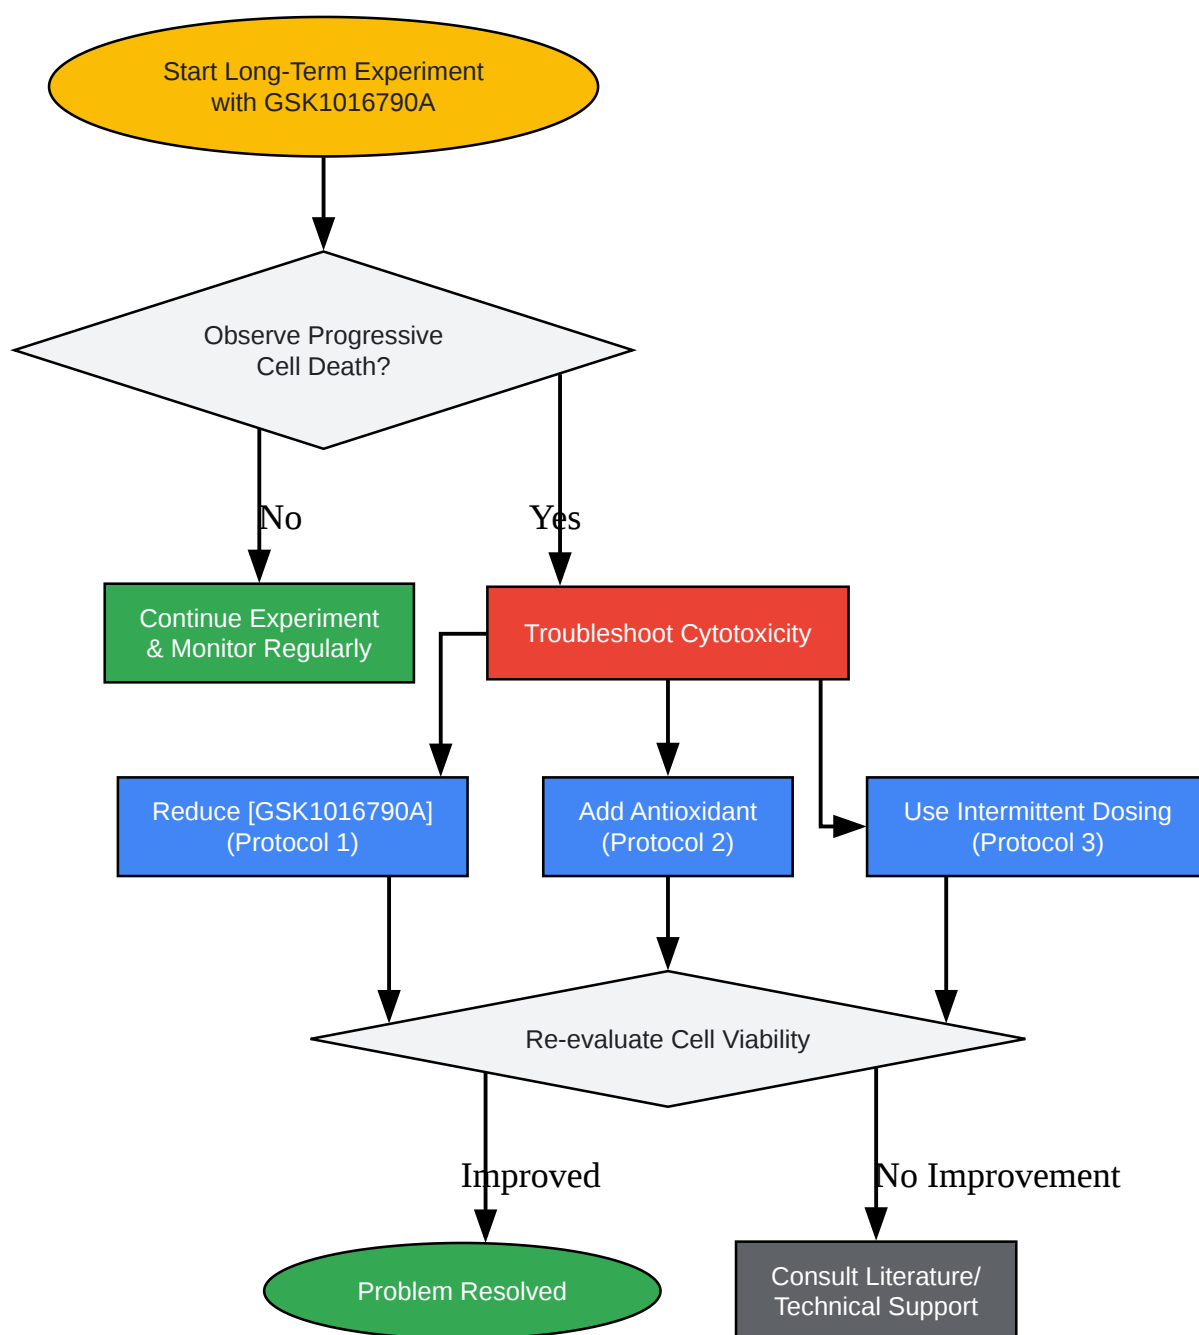 Start Long-Term Experiment
with GSK1016790A
Observe Progressive
Cell Death?
No
Yes
Continue Experiment
& Monitor Regularly
Troubleshoot Cytotoxicity
Reduce [GSK1016790A]
(Protocol 1)
Add Antioxidant
(Protocol 2)
Use Intermittent Dosing
(Protocol 3)
Re-evaluate Cell Viability
Improved
No Improvement
Problem Resolved
Consult Literature/
Technical Support